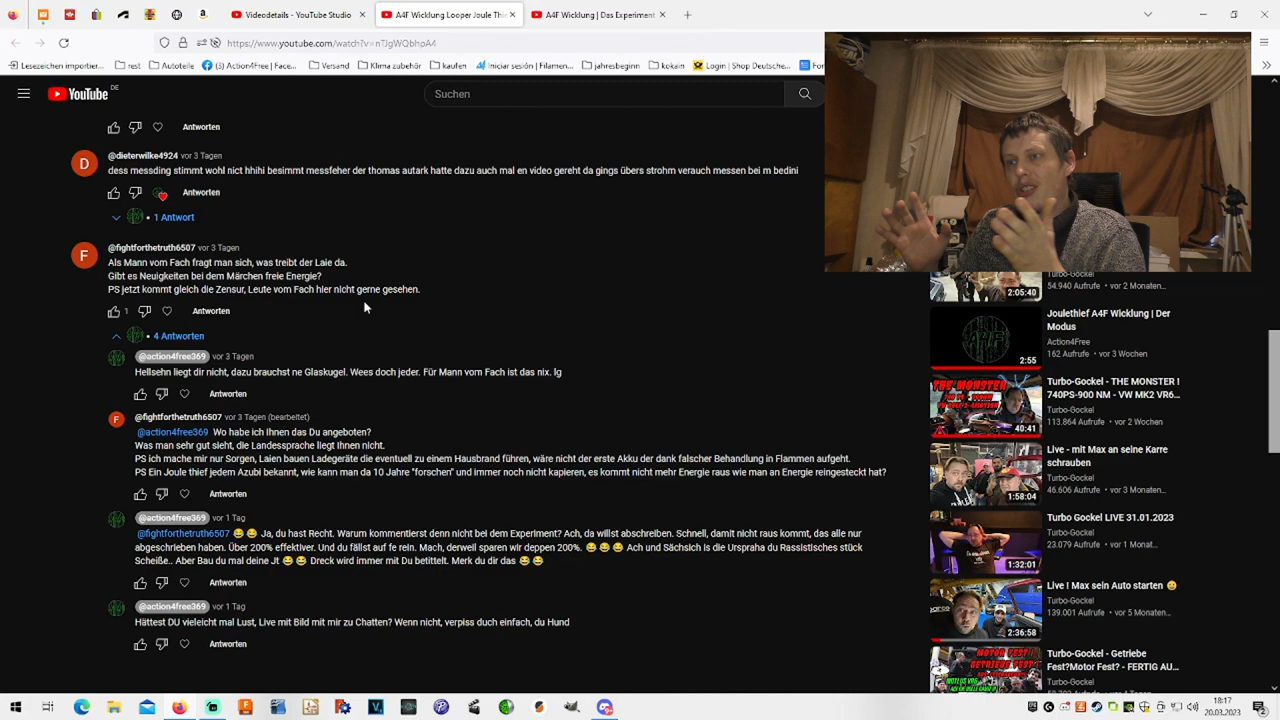 Videodetails - YouTube Studio
A4F Wicklung Looper Joule Thie
A4F Wicklung | Das Experiment
https://www.youtube.com/watch?v=nTJgWQbhpA4
Lesezeichen importier...
rest
Autoteile
(3) Action4Free | Face...
Versand
Klima zubehör
kaufen
Iniciar sesión | Filamen...
jahresbeginn
kokain
Login | Shop Deutsche...
For
YouTube DE
Suchen
Antworten
@dieterwilke4924 vor 3 Tagen
dess messding stimmt wohl nict hhihi besimmt messfeher der thomas autark hatte dazu auch mal en video gereht da gings übers strohm verauch messen bei m bedini
Antworten
1 Antwort
@fightforthetruth6507 vor 3 Tagen
Als Mann vom Fach fragt man sich, was treibt der Laie da.
Gibt es Neuigkeiten bei dem Märchen freie Energie?
PS jetzt kommt gleich die Zensur, Leute vom Fach hier nicht gerne gesehen.
1 Antworten
4 Antworten
@action4free369 vor 3 Tagen
Hellsehn liegt dir nicht, dazu brauchst ne Glaskugel. Wees doch jeder. Für Mann vom Fach ist das nix. lg
Antworten
@fightforthetruth6507 vor 3 Tagen (bearbeitet)
@action4free369 Wo habe ich Ihnen das Du angeboten?
Was man sehr gut sieht, die Landessprache liegt Ihnen nicht.
PS ich mache mir nur Sorgen, Laien bauen Ladegeräte die eventuell zu einem Hausbrand führen, wäre nicht der erste Akku der dank falscher Behandlung in Flammen aufgeht.
PS Ein Joule thief jedem Azubi bekannt, wie kann man da 10 Jahre "forschen" und immer noch nicht kapieren, es kommt nicht mehr Energie raus wie man an Energie reingesteckt hat?
Antworten
@action4free369 vor 1 Tag
@fightforthetruth6507 😂😂 Ja, du hast Recht. Warum kommentierst denn nicht bei dem Experiment? Ach, da willst abschreiben. Schnell, damit nicht raus kommt, das alle nur
abgeschrieben haben. Über 200% effektiver. Und du fällst auf fe rein. Mach, derweil sparen wir deppen 200%. 😂😂😂 Ach und Sächsich is die Urspraha du Rassistisches stück
Scheiße.. Aber Bau du mal deine Jt 😂😂 Dreck wird immer mit Du betittelt. Merk du dir das 😂😂
Antworten
@action4free369 vor 1 Tag
Hättest DU vieleicht mal Lust, Live mit Bild mit mir zu Chatten? Wenn nicht, verpiss duch einfach, du Hund
Antworten
Turbo-Gockel
54.940 Aufrufe • vor 2 Monaten...
2:05:40
Joulethief A4F Wicklung | Der
Modus
Action4Free
162 Aufrufe • vor 3 Wochen
A4F
2:55
Turbo-Gockel - THE MONSTER !
740PS-900 NM - VW MK2 VR6...
Turbo-Gockel
113.864 Aufrufe • vor 2 Wochen
THE MONSTER
40:41
Live - mit Max an seine Karre
schrauben
Turbo-Gockel
46.606 Aufrufe • vor 3 Monaten...
1:58:04
Turbo Gockel LIVE 31.01.2023
Turbo-Gockel
23.079 Aufrufe • vor 1 Monat...
1:32:01
Live ! Max sein Auto starten 😀
Turbo-Gockel
139.001 Aufrufe • vor 5 Monaten...
2:36:58
Turbo-Gockel - Getriebe
Fest?Motor Fest? - FERTIG AU...
Turbo-Gockel
MOTOR FEST !
GETRIEBE FEST !
18:17
20.03.2023